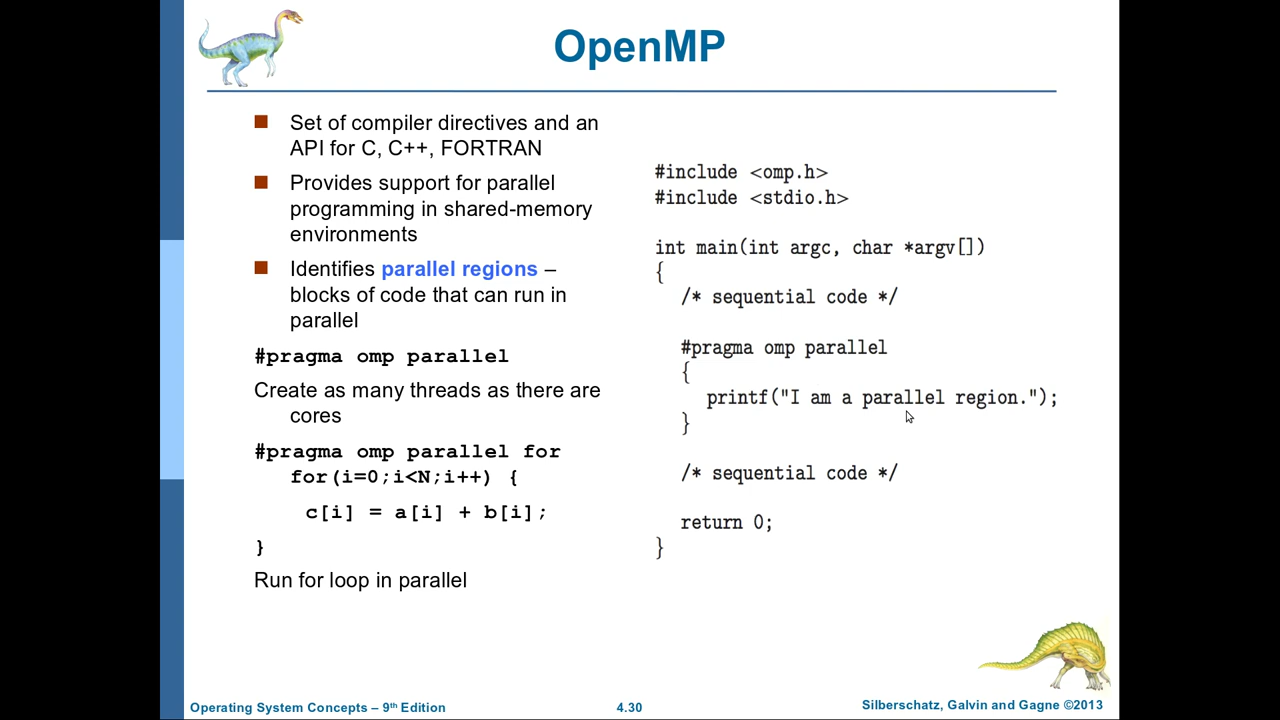 OpenMP
Set of compiler directives and an
API for C, C++, FORTRAN
Provides support for parallel
programming in shared-memory
environments
Identifies parallel regions –
blocks of code that can run in
parallel
#pragma omp parallel
Create as many threads as there are
cores
#pragma omp parallel for
for(i=0;i<N;i++) {
c[i] = a[i] + b[i];
}
Run for loop in parallel
#include <omp.h>
#include <stdio.h>
int main(int argc, char *argv[])
{
/* sequential code */
#pragma omp parallel
{
printf("I am a parallel region.");
}
/* sequential code */
return 0;
}
Operating System Concepts – 9th Edition
4.30
Silberschatz, Galvin and Gagne ©2013